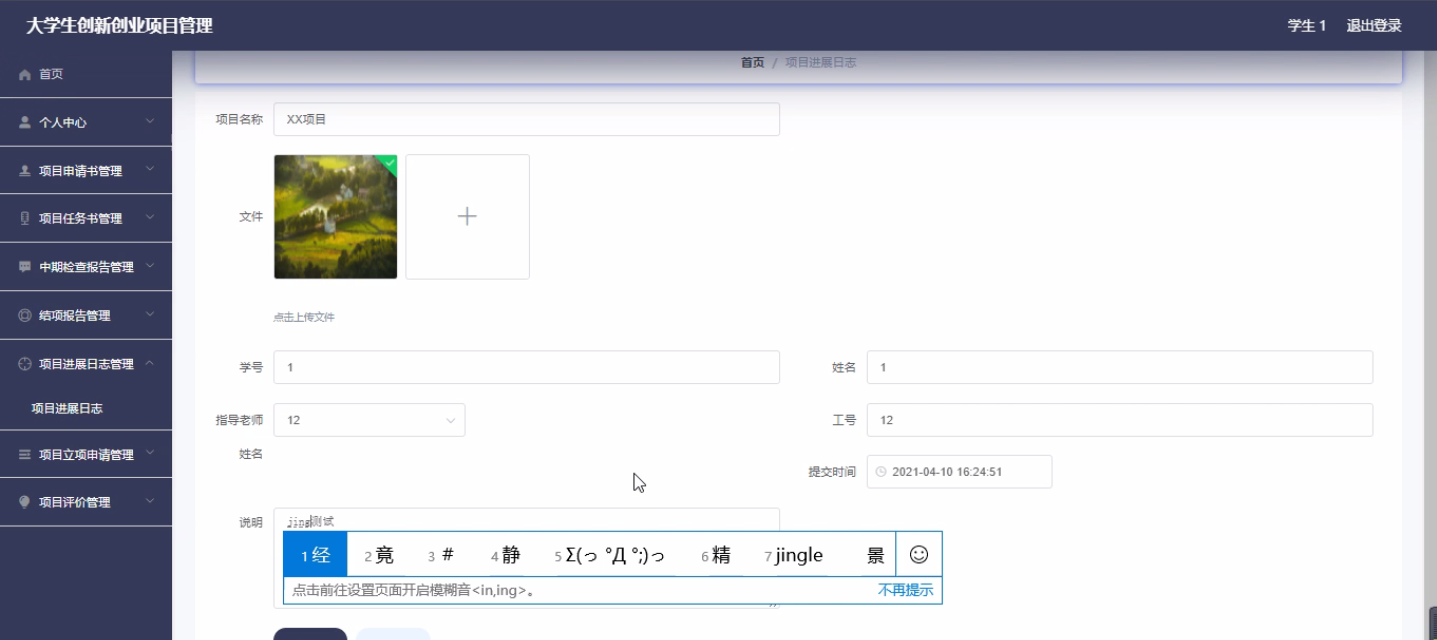 大学生创新创业项目管理
学生 1 退出登录
首页
个人中心
项目申请书管理
项目任务书管理
中期检查报告管理
结项报告管理
项目进展日志管理
项目进展日志
项目立项申请管理
项目评价管理
首页 / 项目进展日志
项目名称 XX项目
文件
点击上传文件
学号 1 姓名 1
指导老师 12 工号 12
姓名
提交时间 2021-04-10 16:24:51
说明 jing测试
1 经 2 竟 3 # 4 静 5 Σ(っ °Д °;)っ 6 精 7 jingle 景
点击前往设置页面开启模糊音<in,ing>。 不再提示